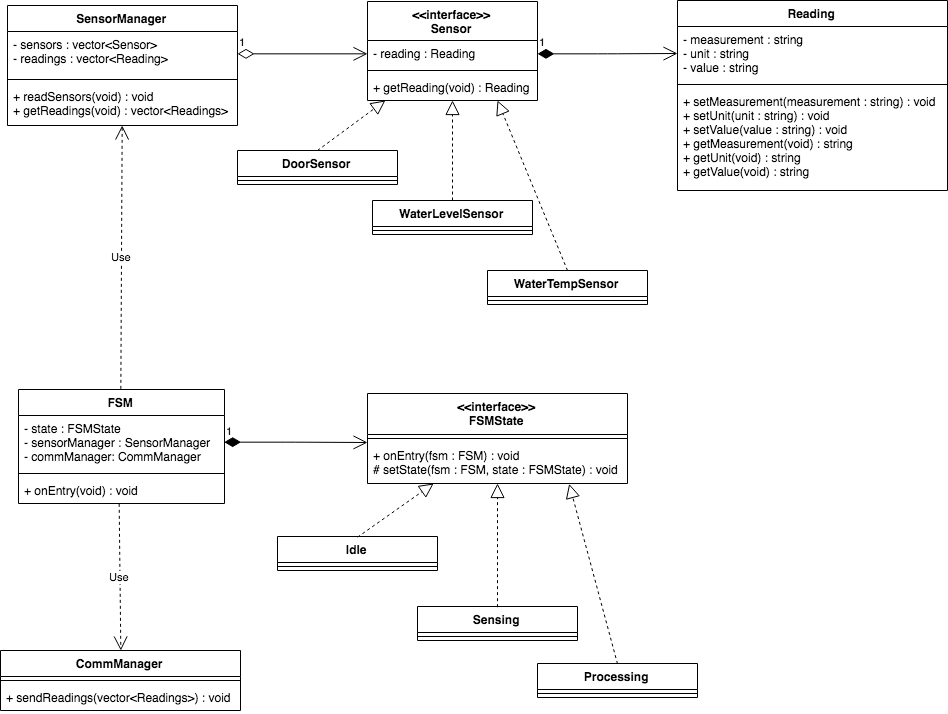 SensorManager
- sensors : vector<Sensor>
- readings : vector<Reading>
+ readSensors(void) : void
+ getReadings(void) : vector<Readings>
1
<<interface>>
Sensor
- reading : Reading
+ getReading(void) : Reading
1
Reading
- measurement : string
- unit : string
- value : string
+ setMeasurement(measurement : string) : void
+ setUnit(unit : string) : void
+ setValue(value : string) : void
+ getMeasurement(void) : string
+ getUnit(void) : string
+ getValue(void) : string
DoorSensor
WaterLevelSensor
WaterTempSensor
Use
FSM
- state : FSMState
- sensorManager : SensorManager
- commManager: CommManager
+ onEntry(void) : void
1
<<interface>>
FSMState
+ onEntry(fsm : FSM) : void
# setState(fsm : FSM, state : FSMState) : void
Idle
Sensing
Processing
Use
CommManager
+ sendReadings(vector<Readings>) : void